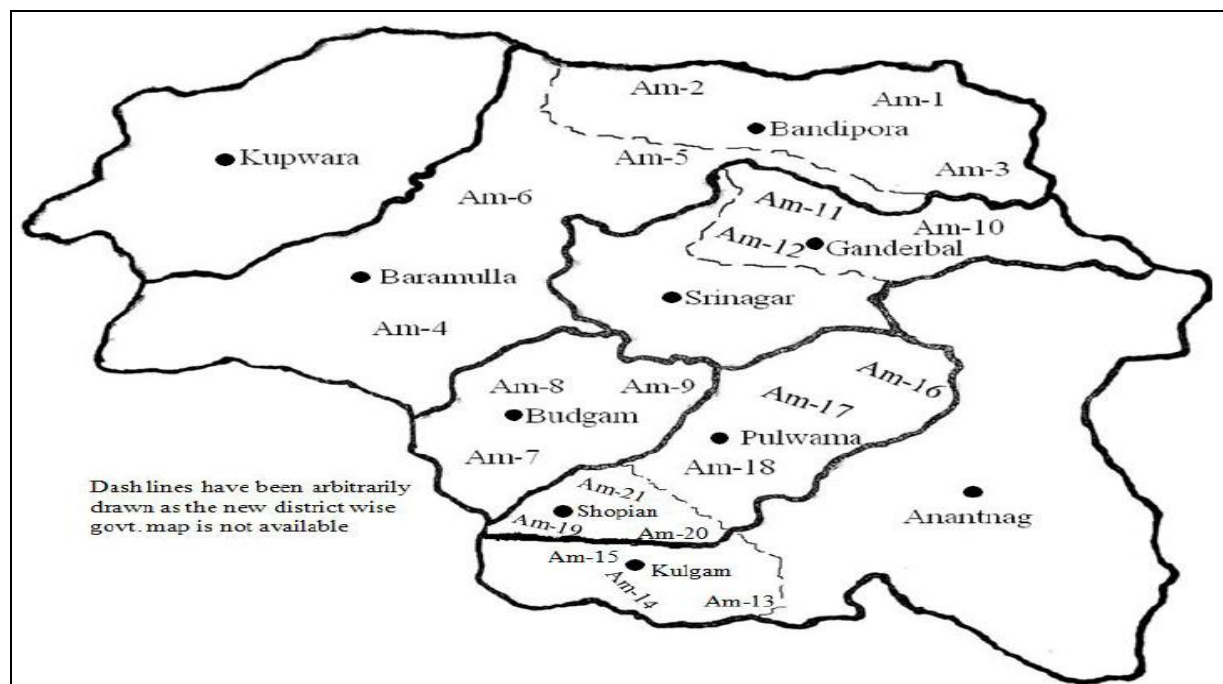 Am-2
Am-1
Bandipora
Kupwara
Am-5
Am-3
Am-6
Am-11
Am-10
Am-12
Ganderbal
Baramulla
Srinagar
Am-4
Am-8
Am-9
Am-16
Am-17
Budgam
Pulwama
Am-7
Am-18
Dash lines have been arbitrarily
drawn as the new district wise
govt. map is not available
Am-21
Shopian
Anantnag
Am-19
Am-20
Am-15
Kulgam
Am-14
Am-13